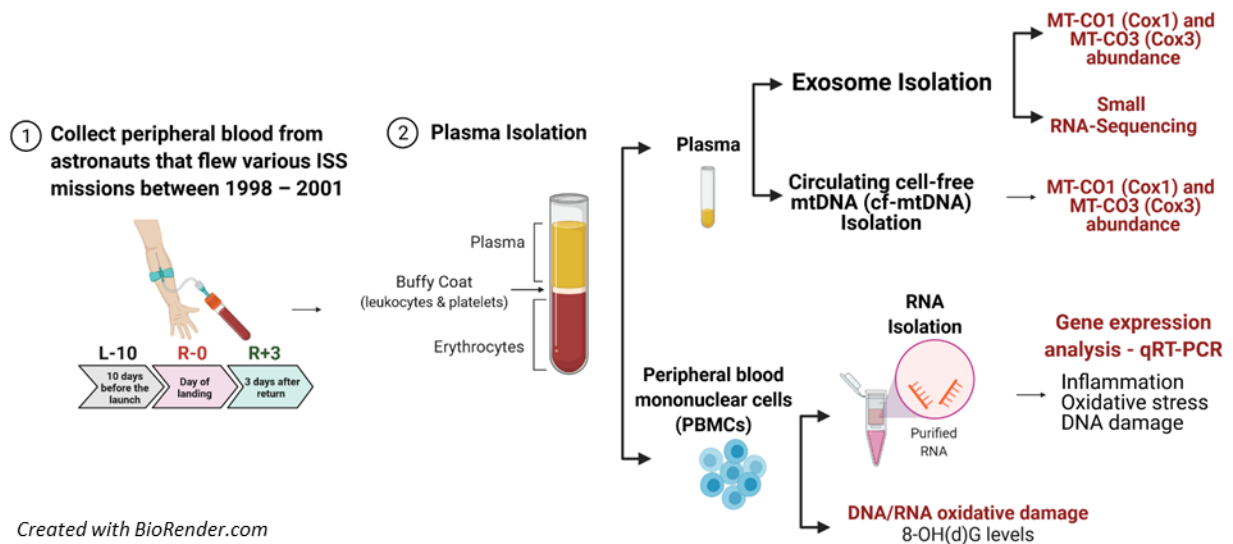 1
Collect peripheral blood from
astronauts that flew various ISS
missions between 1998 – 2001
L-10
R-0
R+3
10 days
before the
launch
Day of
landing
3 days after
return
2
Plasma Isolation
Plasma
Buffy Coat
(leukocytes & platelets)
Erythrocytes
Plasma
Exosome Isolation
MT-CO1 (Cox1) and
MT-CO3 (Cox3)
abundance
Small
RNA-Sequencing
Circulating cell-free
mtDNA (cf-mtDNA)
Isolation
MT-CO1 (Cox1) and
MT-CO3 (Cox3)
abundance
Peripheral blood
mononuclear cells
(PBMCs)
RNA
Isolation
Purified
RNA
Gene expression
analysis - qRT-PCR
Inflammation
Oxidative stress
DNA damage
DNA/RNA oxidative damage
8-OH(d)G levels
Created with BioRender.com